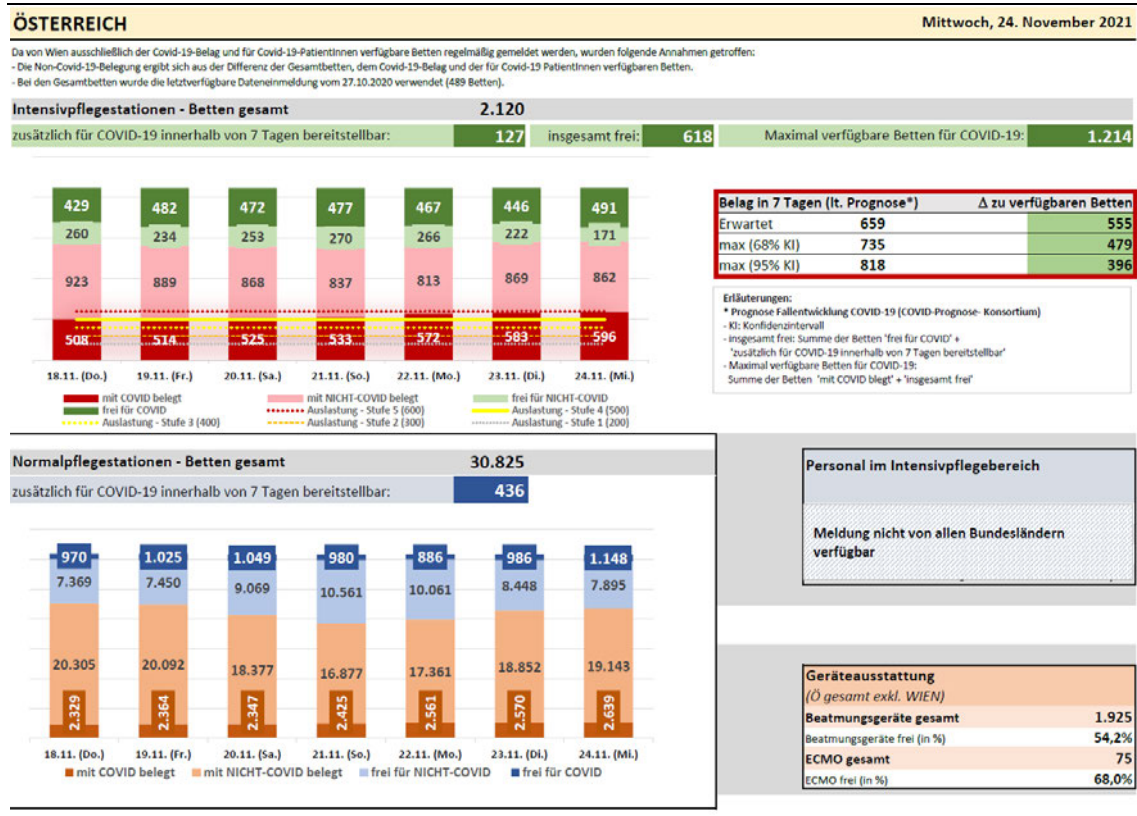 ÖSTERREICH
Mittwoch, 24. November 2021
Da von Wien ausschließlich der Covid-19-Belag und für Covid-19-PatientInnen verfügbare Betten regelmäßig gemeldet werden, wurden folgende Annahmen getroffen:
- Die Non-Covid-19-Belegung ergibt sich aus der Differenz der Gesamtbetten, dem Covid-19-Belag und der für Covid-19 PatientInnen verfügbaren Betten.
- Bei den Gesamtbetten wurde die letztverfügbare Dateneinmeldung vom 27.10.2020 verwendet (489 Betten).
Intensivpflegestationen - Betten gesamt 2.120
zusätzlich für COVID-19 innerhalb von 7 Tagen bereitstellbar: 127 insgesamt frei: 618 Maximal verfügbare Betten für COVID-19: 1.214
429 482 472 477 467 446 491
260 234 253 270 266 222 171
923 889 868 837 813 869 862
508 514 525 533 572 583 596
18.11. (Do.) 19.11. (Fr.) 20.11. (Sa.) 21.11. (So.) 22.11. (Mo.) 23.11. (Di.) 24.11. (Mi.)
mit COVID belegt mit NICHT-COVID belegt frei für NICHT-COVID
frei für COVID Auslastung - Stufe 5 (600) Auslastung - Stufe 4 (500)
Auslastung - Stufe 3 (400) Auslastung - Stufe 2 (300) Auslastung - Stufe 1 (200)
Belag in 7 Tagen (lt. Prognose*) Δ zu verfügbaren Betten
Erwartet 659 555
max (68% KI) 735 479
max (95% KI) 818 396
Erläuterungen:
* Prognose Fallentwicklung COVID-19 (COVID-Prognose- Konsortium)
- KI: Konfidenzintervall
- insgesamt frei: Summe der Betten 'frei für COVID' +
'zusätzlich für COVID-19 innerhalb von 7 Tagen bereitstellbar'
- Maximal verfügbare Betten für COVID-19:
Summe der Betten 'mit COVID blegt' + 'insgesamt frei'
Normalpflegestationen - Betten gesamt 30.825
zusätzlich für COVID-19 innerhalb von 7 Tagen bereitstellbar: 436
970 1.025 1.049 980 886 986 1.148
7.369 7.450 9.069 10.561 10.061 8.448 7.895
20.305 20.092 18.377 16.877 17.361 18.852 19.143
2.329 2.364 2.347 2.425 2.561 2.570 2.639
18.11. (Do.) 19.11. (Fr.) 20.11. (Sa.) 21.11. (So.) 22.11. (Mo.) 23.11. (Di.) 24.11. (Mi.)
mit COVID belegt mit NICHT-COVID belegt frei für NICHT-COVID frei für COVID
Personal im Intensivpflegebereich
Meldung nicht von allen Bundesländern
verfügbar
Geräteausstattung
(Ö gesamt exkl. WIEN)
Beatmungsgeräte gesamt 1.925
Beatmungsgeräte frei (in %) 54,2%
ECMO gesamt 75
ECMO frei (in %) 68,0%